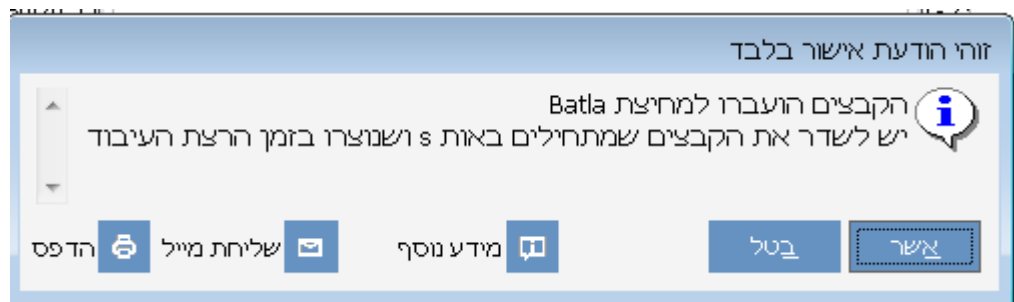 זוהי הודעת אישור בלבד
הקבצים הועברו למחיצת Batla
יש לשדר את הקבצים שמתחילים באות s ושנוצרו בזמן הרצת העיבוד
אשר
בטל
מידע נוסף
שליחת מייל
הדפס